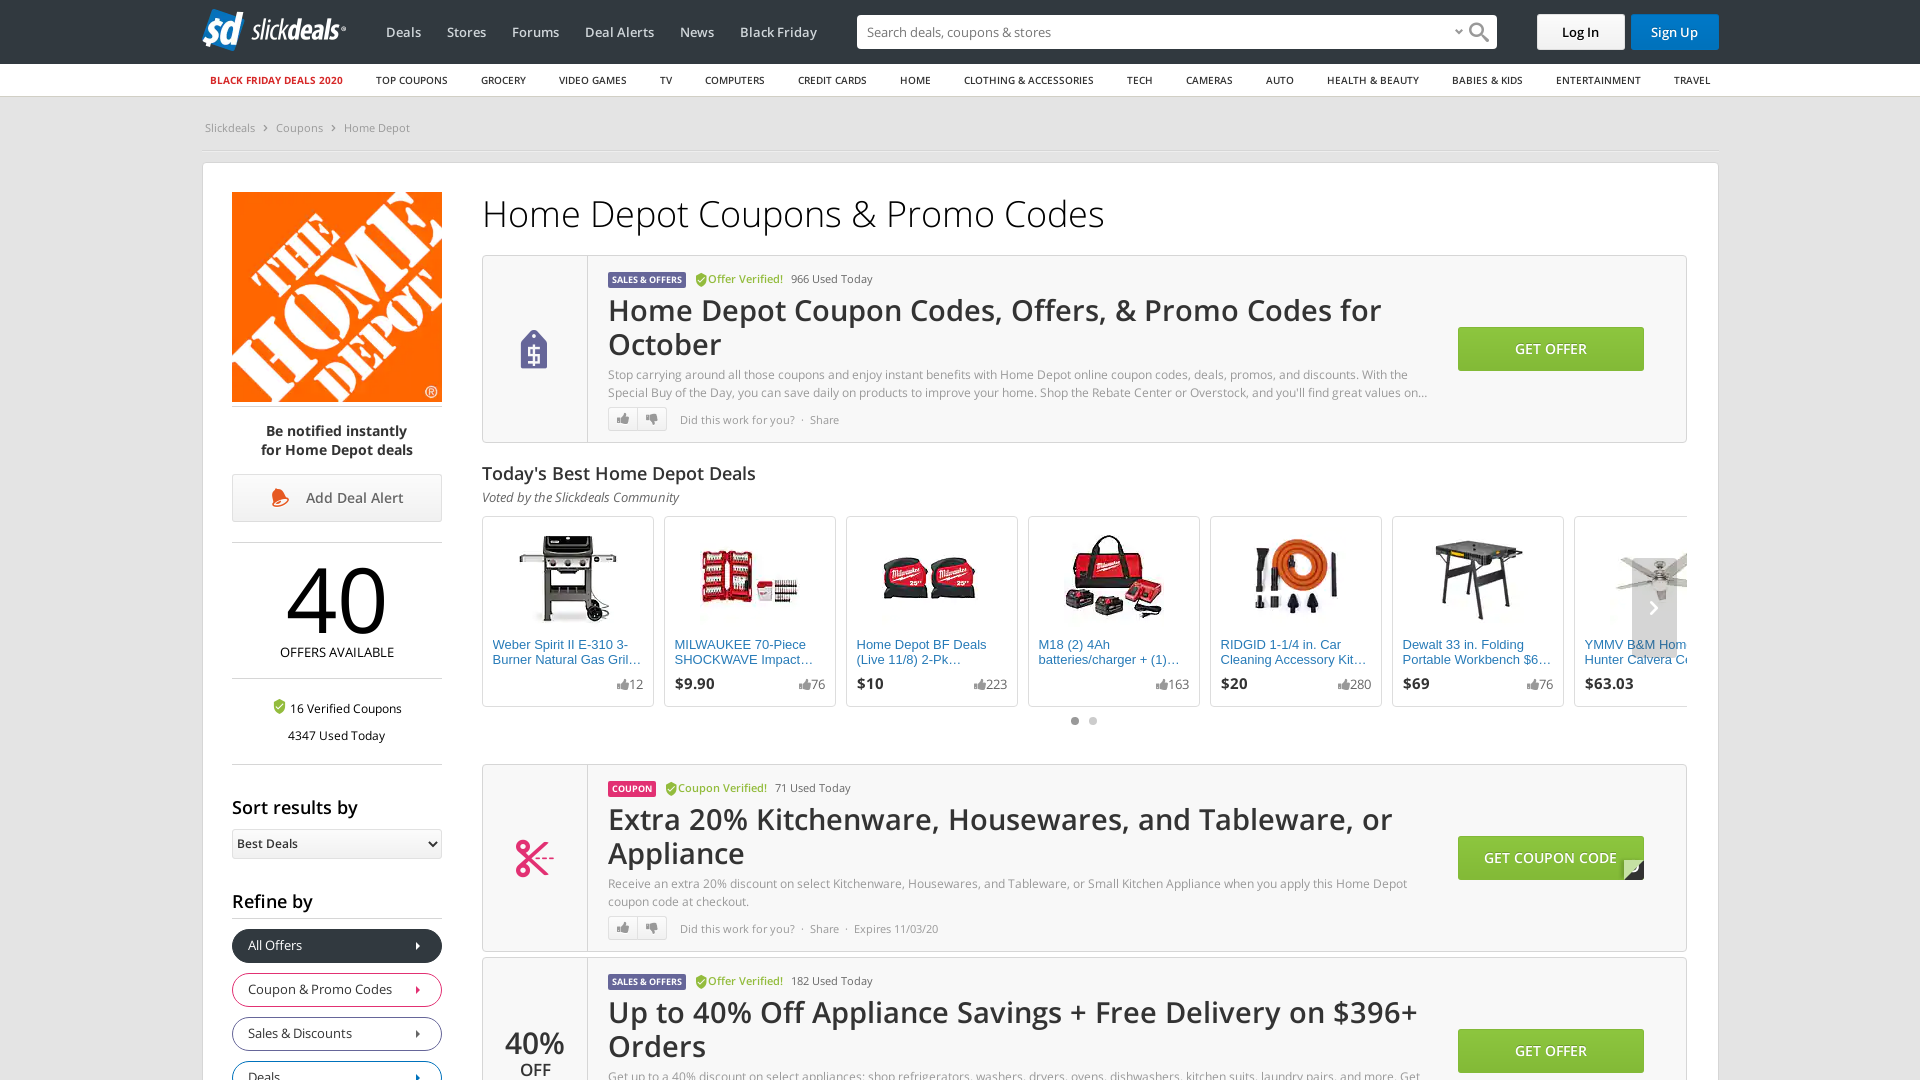 slickdeals
Deals
Stores
Forums
Deal Alerts
News
Black Friday
Search deals, coupons & stores
Log In
Sign Up
BLACK FRIDAY DEALS 2020
TOP COUPONS
GROCERY
VIDEO GAMES
TV
COMPUTERS
CREDIT CARDS
HOME
CLOTHING & ACCESSORIES
TECH
CAMERAS
AUTO
HEALTH & BEAUTY
BABIES & KIDS
ENTERTAINMENT
TRAVEL
Slickdeals > Coupons > Home Depot
THE
HOME
DEPOT
®
Be notified instantly
for Home Depot deals
Add Deal Alert
40
OFFERS AVAILABLE
16 Verified Coupons
4347 Used Today
Sort results by
Best Deals
Refine by
All Offers
Coupon & Promo Codes
Sales & Discounts
Deals
Home Depot Coupons & Promo Codes
SALES & OFFERS Offer Verified! 966 Used Today
Home Depot Coupon Codes, Offers, & Promo Codes for
October
Stop carrying around all those coupons and enjoy instant benefits with Home Depot online coupon codes, deals, promos, and discounts. With the
Special Buy of the Day, you can save daily on products to improve your home. Shop the Rebate Center or Overstock, and you'll find great values on...
Did this work for you? · Share
GET OFFER
Today's Best Home Depot Deals
Voted by the Slickdeals Community
Weber Spirit II E-310 3-
Burner Natural Gas Gril...
12
MILWAUKEE 70-Piece
SHOCKWAVE Impact...
$9.90 76
Home Depot BF Deals
(Live 11/8) 2-Pk...
$10 223
M18 (2) 4Ah
batteries/charger + (1)...
163
RIDGID 1-1/4 in. Car
Cleaning Accessory Kit...
$20 280
Dewalt 33 in. Folding
Portable Workbench $6...
$69 76
YMMV B&M Hom
Hunter Calvera Ce
$63.03
COUPON Coupon Verified! 71 Used Today
Extra 20% Kitchenware, Housewares, and Tableware, or
Appliance
Receive an extra 20% discount on select Kitchenware, Housewares, and Tableware, or Small Kitchen Appliance when you apply this Home Depot
coupon code at checkout.
Did this work for you? · Share · Expires 11/03/20
GET COUPON CODE
40%
OFF
SALES & OFFERS Offer Verified! 182 Used Today
Up to 40% Off Appliance Savings + Free Delivery on $396+
Orders
Get up to a 40% discount on select appliances; shop refrigerators, washers, dryers, ovens, dishwashers, kitchen suits, laundry pairs, and more. Get
GET OFFER